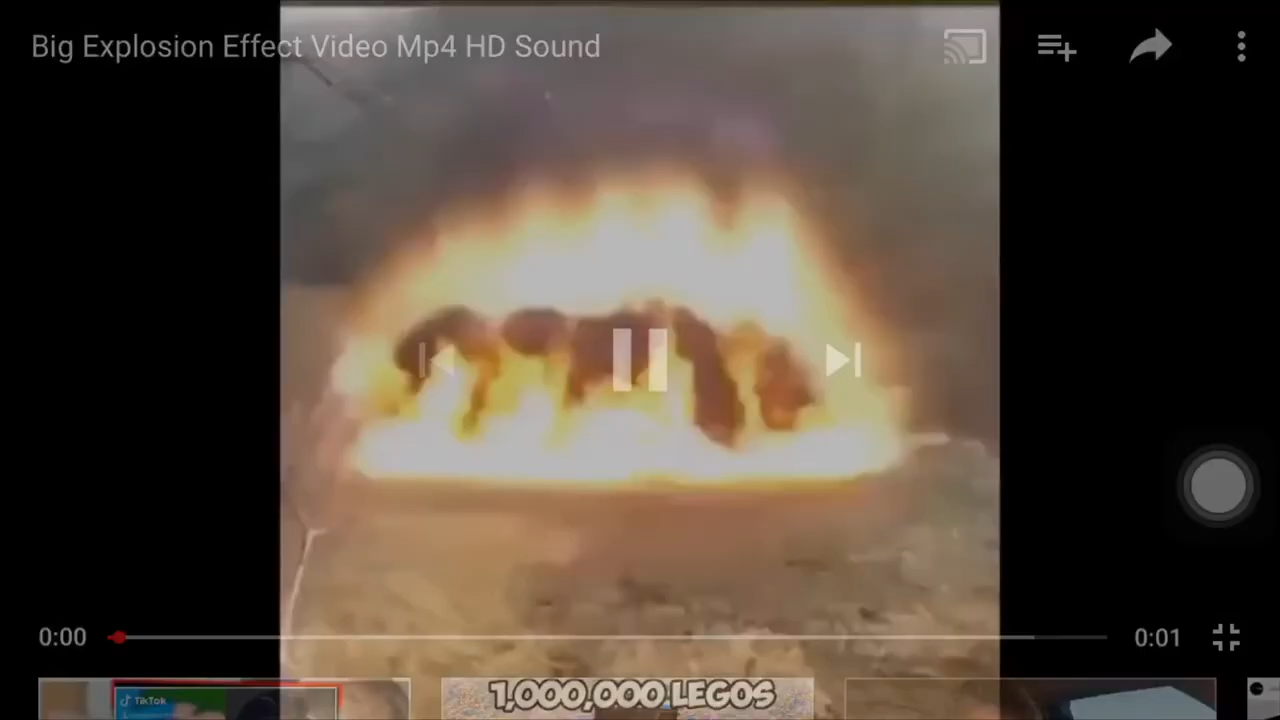 Big Explosion Effect Video Mp4 HD Sound
0:00
0:01
TikTok
1,000,000 LEGOS